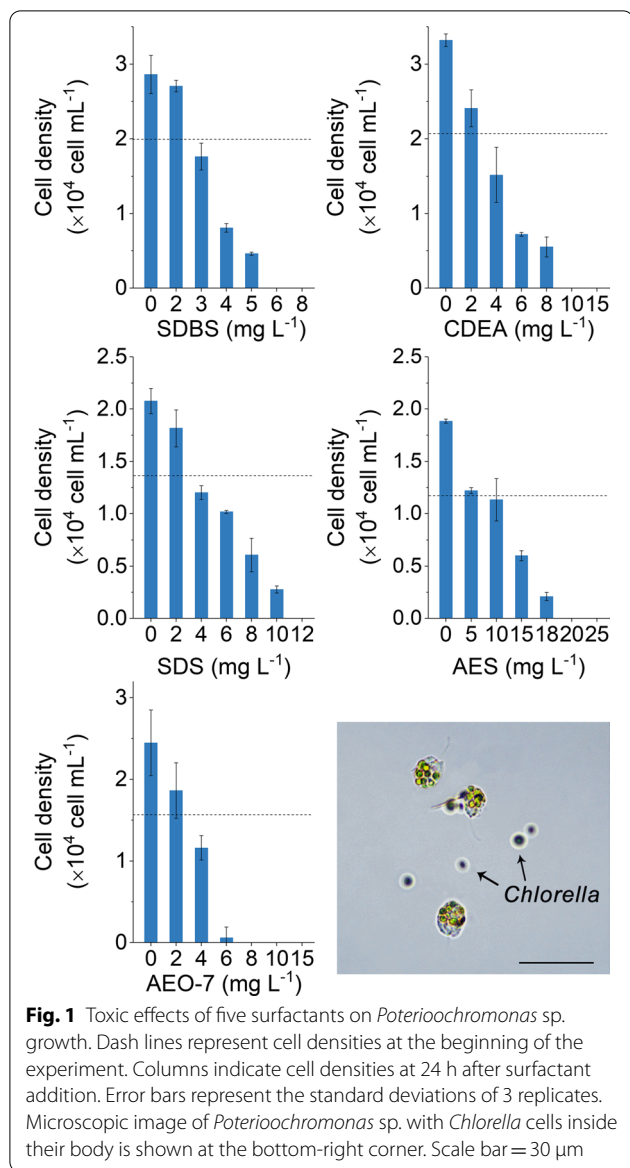 3
2
1
0
Cell density
(×10⁴ cell mL⁻¹)
0 2 3 4 5 6 8
SDBS (mg L⁻¹)
3
2
1
0
Cell density
(×10⁴ cell mL⁻¹)
0 2 4 6 8 10 15
CDEA (mg L⁻¹)
2.5
2.0
1.5
1.0
0.5
0.0
Cell density
(×10⁴ cell mL⁻¹)
0 2 4 6 8 10 12
SDS (mg L⁻¹)
2.5
2.0
1.5
1.0
0.5
0.0
Cell density
(×10⁴ cell mL⁻¹)
0 5 10 15 18 20 25
AES (mg L⁻¹)
3
2
1
0
Cell density
(×10⁴ cell mL⁻¹)
0 2 4 6 8 10 15
AEO-7 (mg L⁻¹)
Chlorella
Fig. 1 Toxic effects of five surfactants on Poterioochromonas sp.
growth. Dash lines represent cell densities at the beginning of the
experiment. Columns indicate cell densities at 24 h after surfactant
addition. Error bars represent the standard deviations of 3 replicates.
Microscopic image of Poterioochromonas sp. with Chlorella cells inside
their body is shown at the bottom-right corner. Scale bar = 30 μm